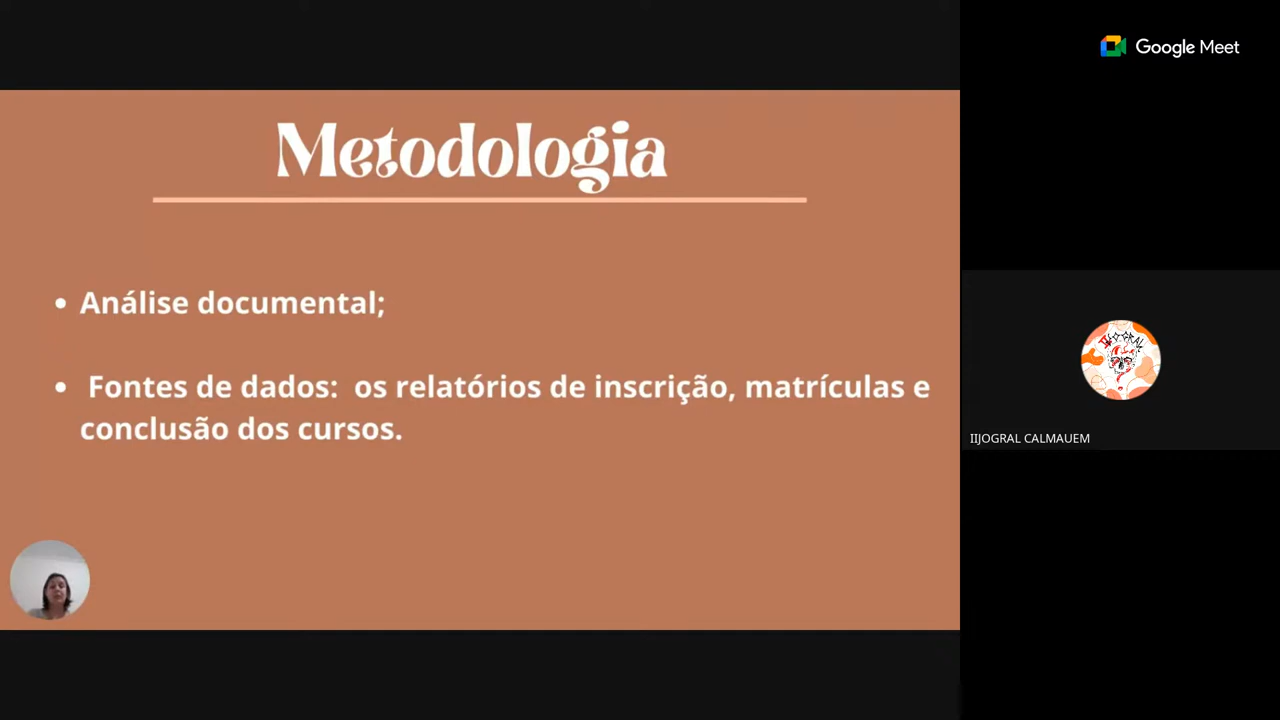 Google Meet
Metodologia
• Análise documental;
• Fontes de dados: os relatórios de inscrição, matrículas e
conclusão dos cursos.
IIJOGRAL CALMAUEM